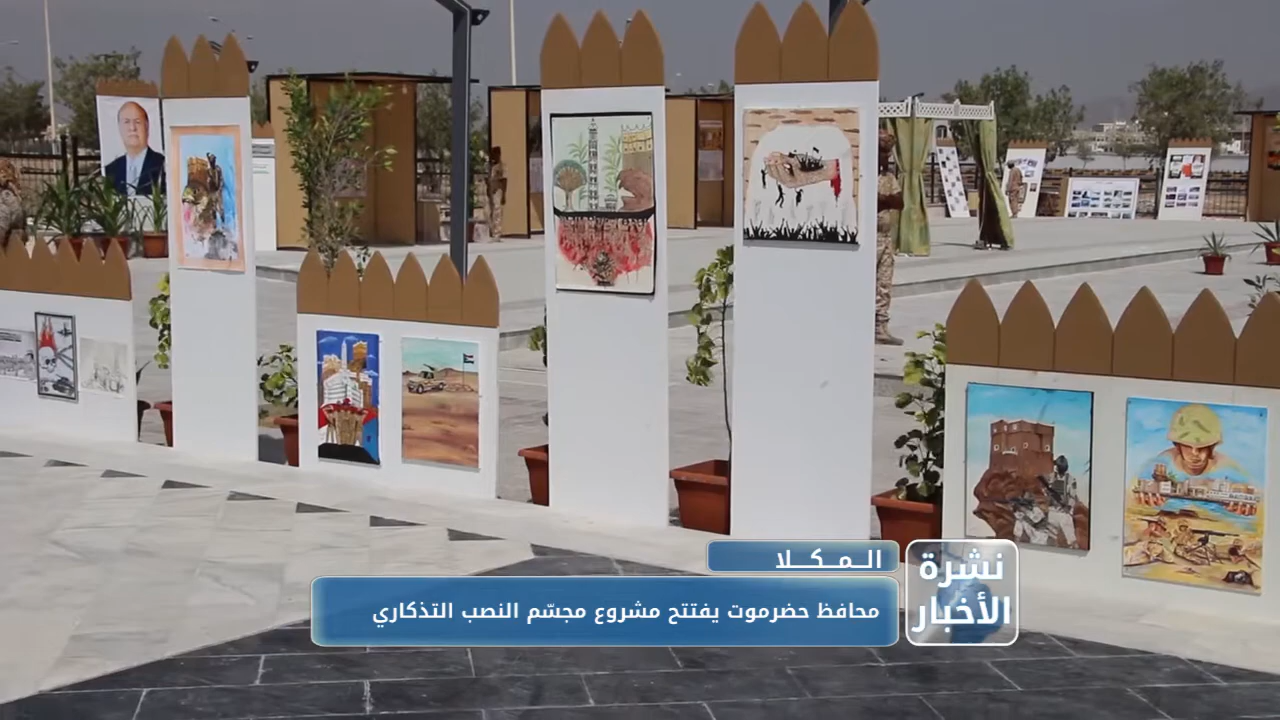 المكلا
محافظ حضرموت يفتتح مشروع مجسّم النصب التذكاري
نشرة
الأخبار